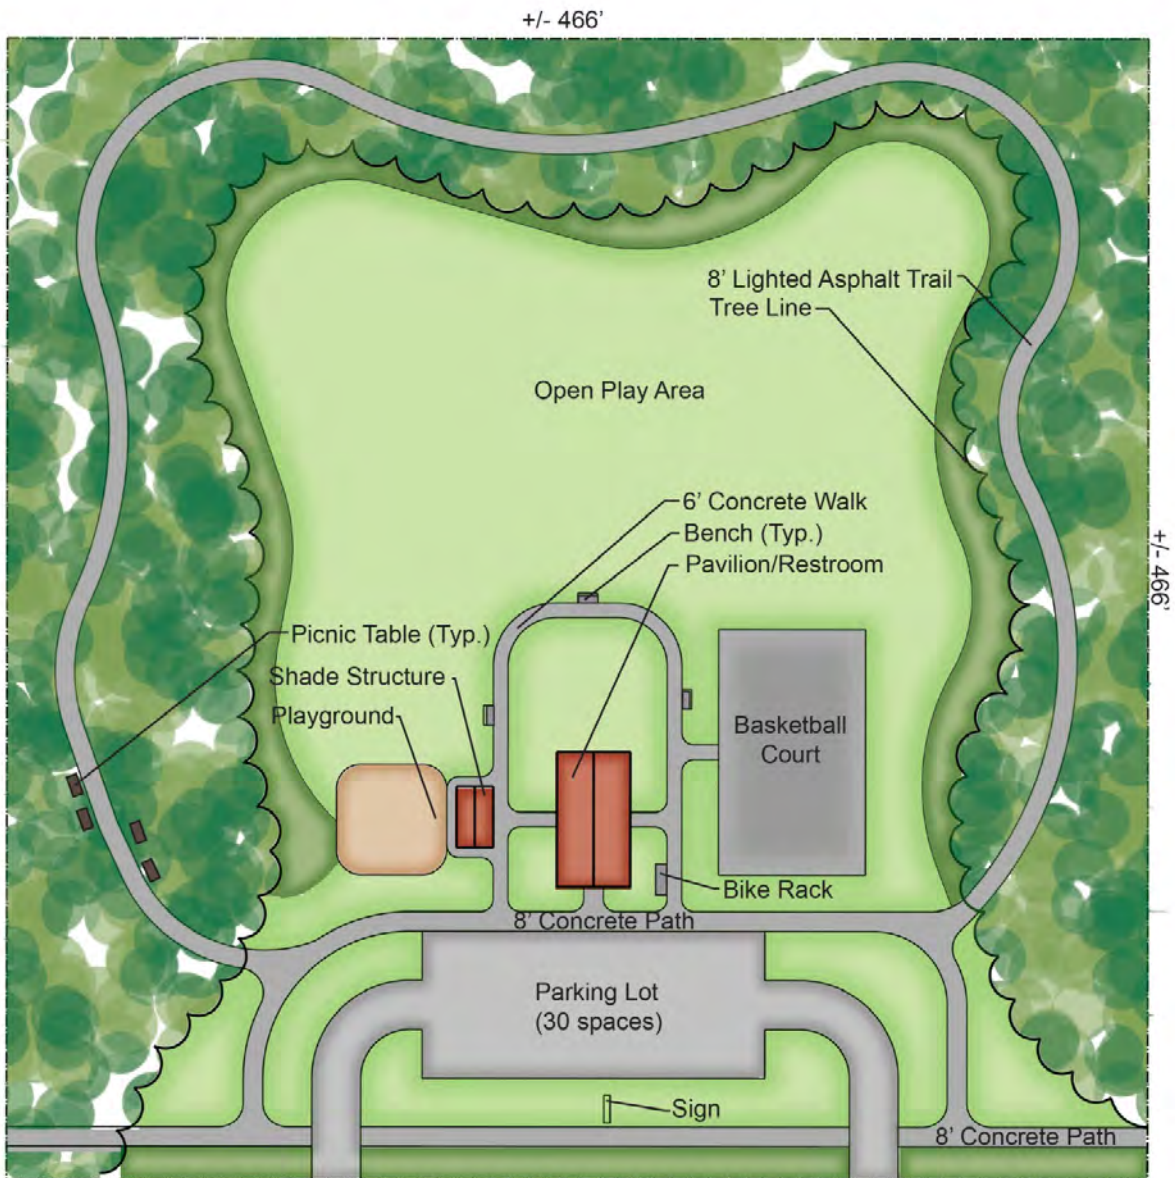 +/- 466’
8’ Lighted Asphalt Trail
Tree Line
Open Play Area
6’ Concrete Walk
Bench (Typ.)
Pavilion/Restroom
+/- 466’
Picnic Table (Typ.)
Shade Structure
Playground
Basketball
Court
Bike Rack
8’ Concrete Path
Parking Lot
(30 spaces)
Sign
8’ Concrete Path